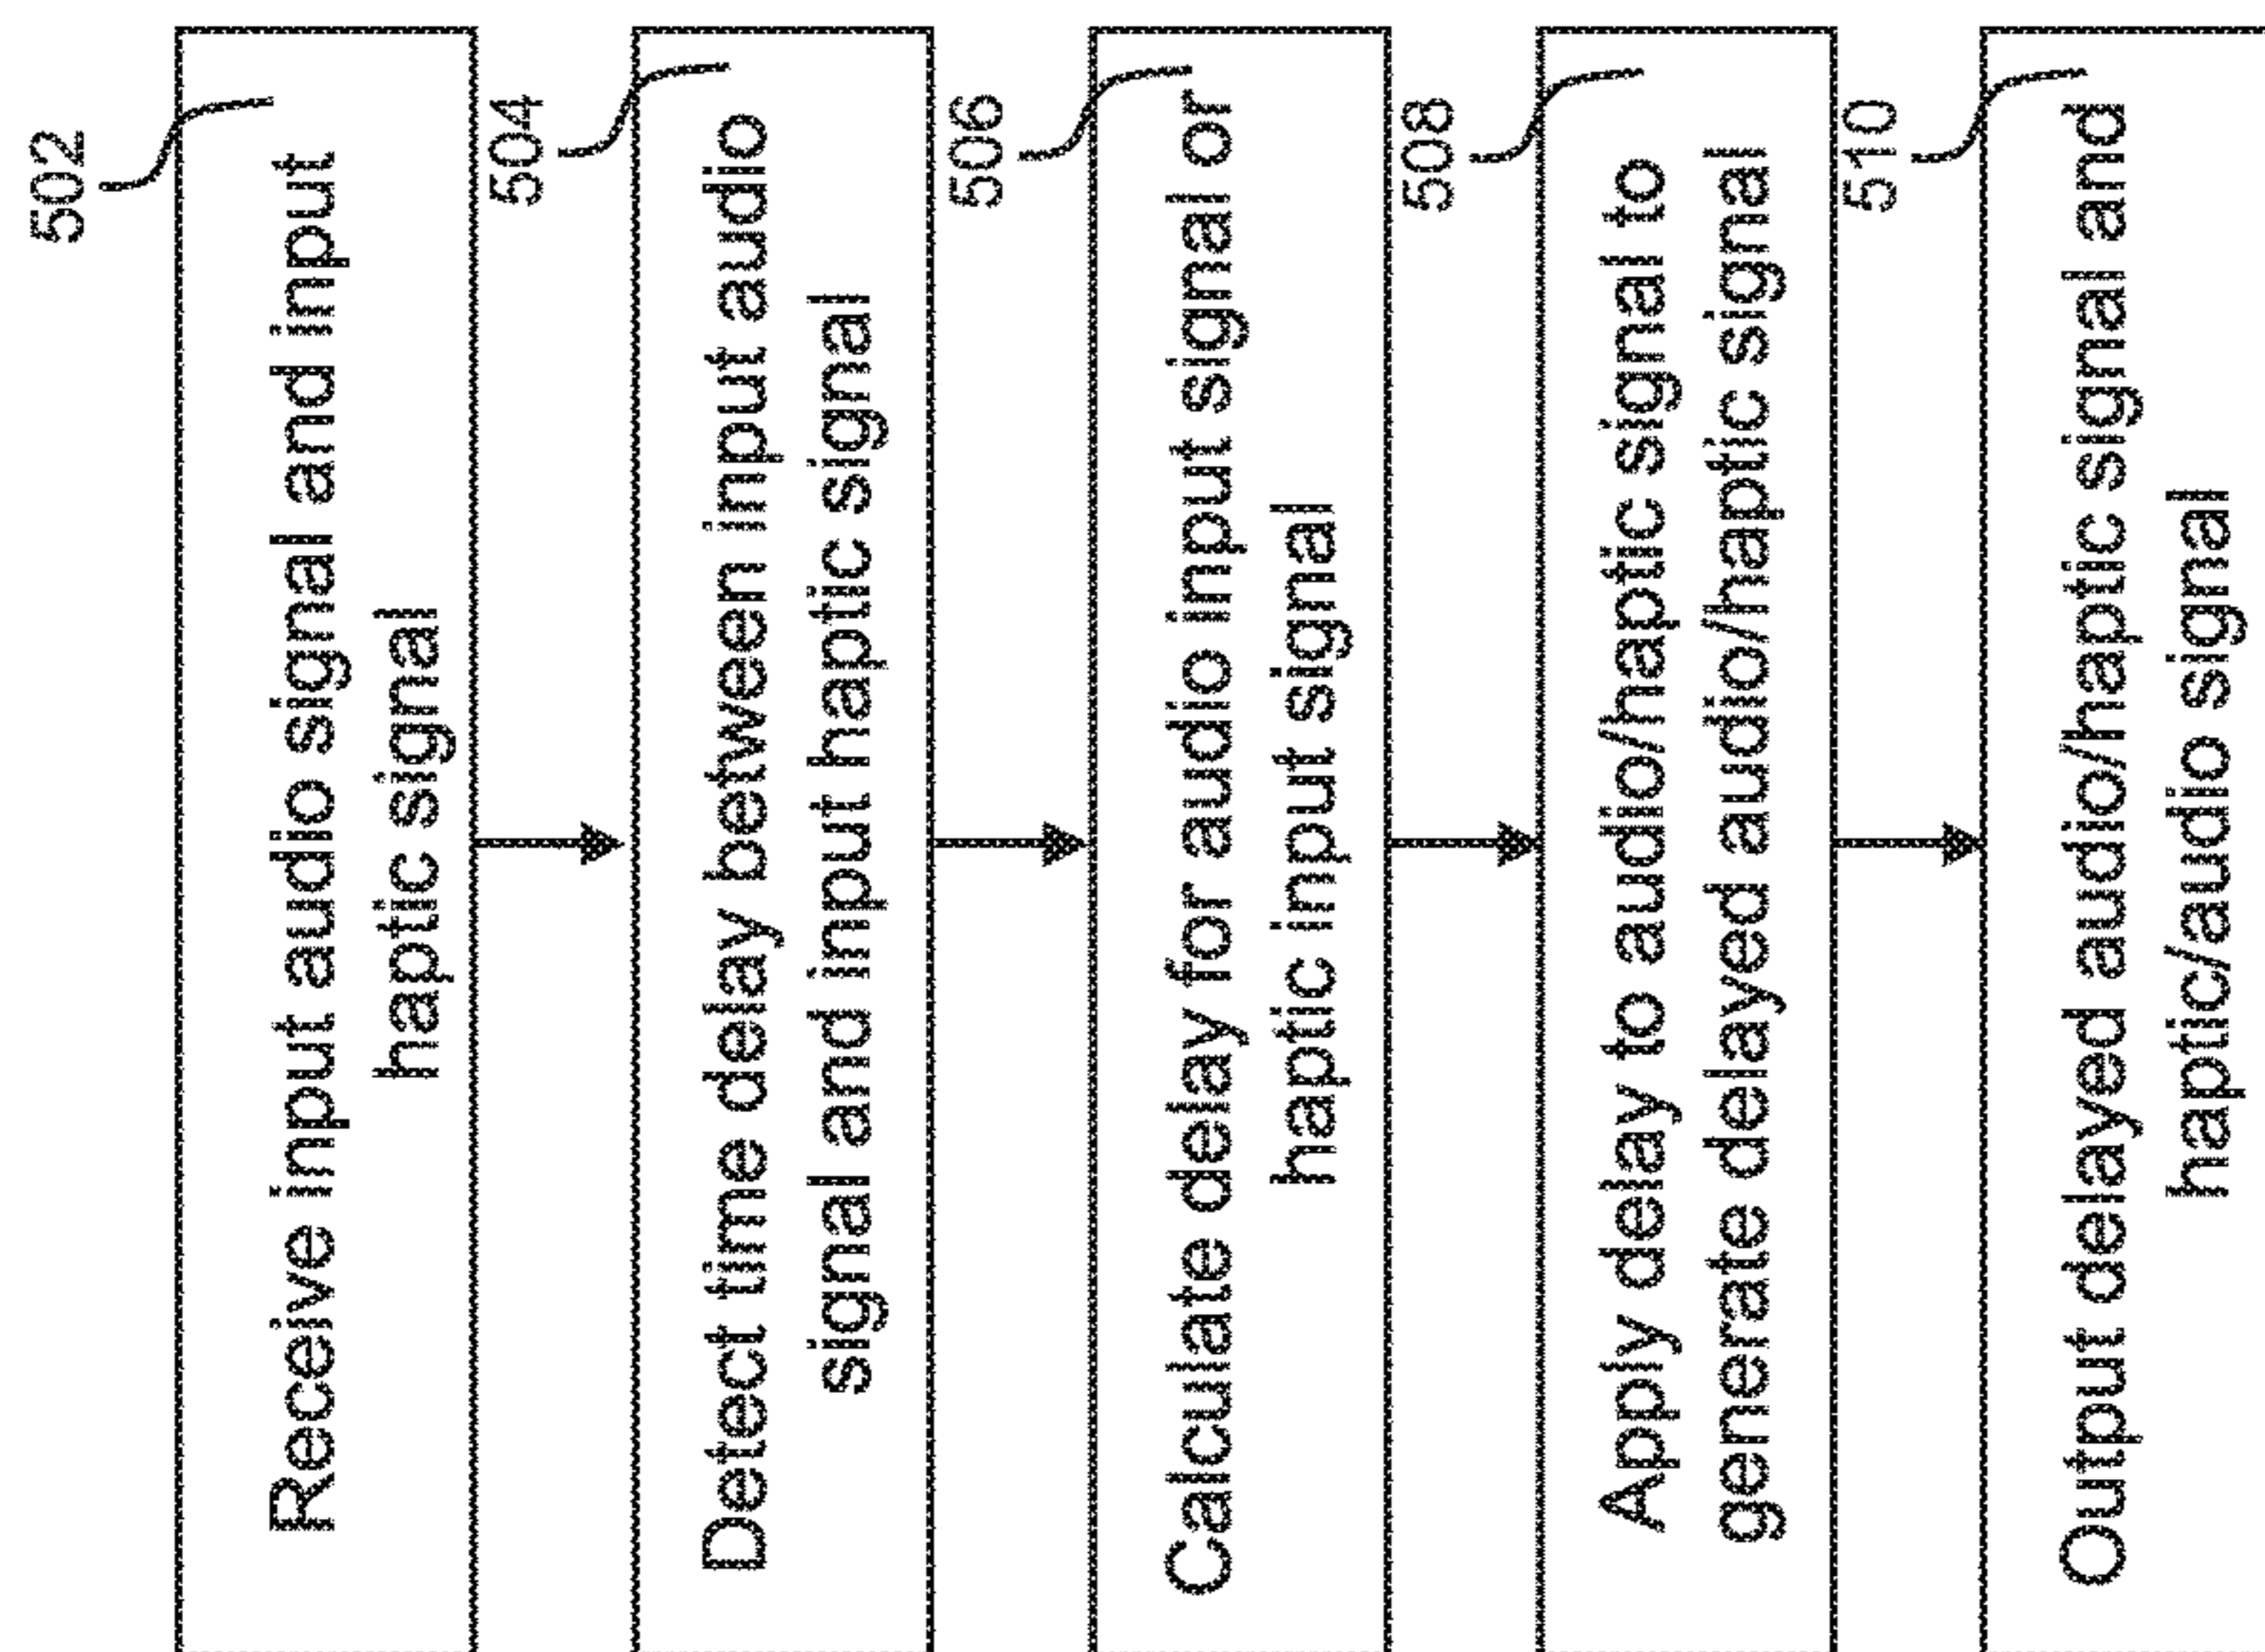 502
Receive input audio signal and input
haptic signal
504
Detect time delay between input audio
signal and input haptic signal
506
Calculate delay for audio input signal or
haptic input signal
508
Apply delay to audio/haptic signal to
generate delayed audio/haptic signal
510
Output delayed audio/haptic signal and
haptic/audio signal